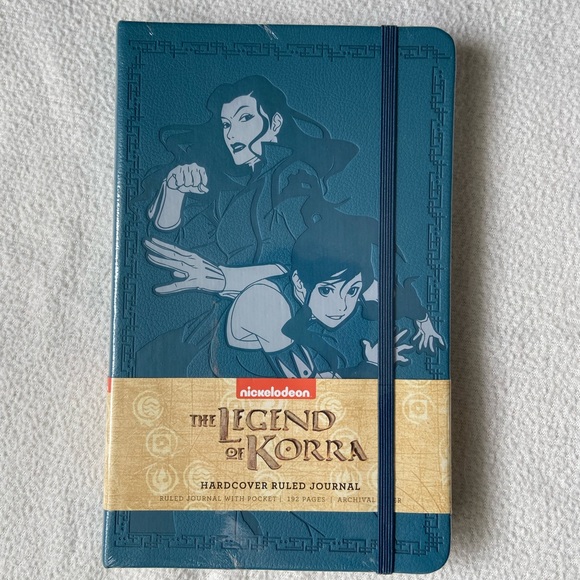 nickelodeon
THE LEGEND
OF KORRA
HARDCOVER RULED JOURNAL
RULED JOURNAL WITH POCKET | 192 PAGES | ARCHIVAL